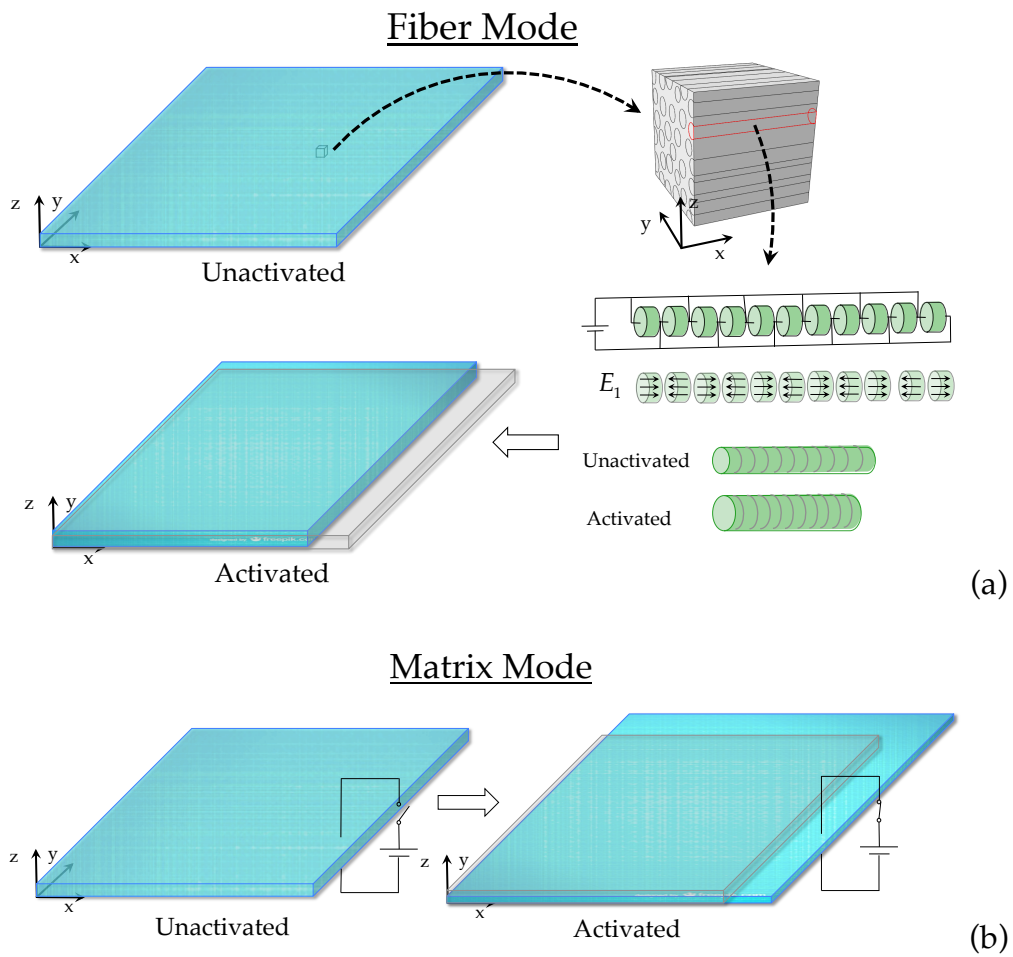 Fiber Mode
z
y
x
Unactivated
z
y
x
E1
Unactivated
Activated
z
y
x
Activated
(a)
Matrix Mode
z
y
x
Unactivated
z
y
x
Activated
(b)